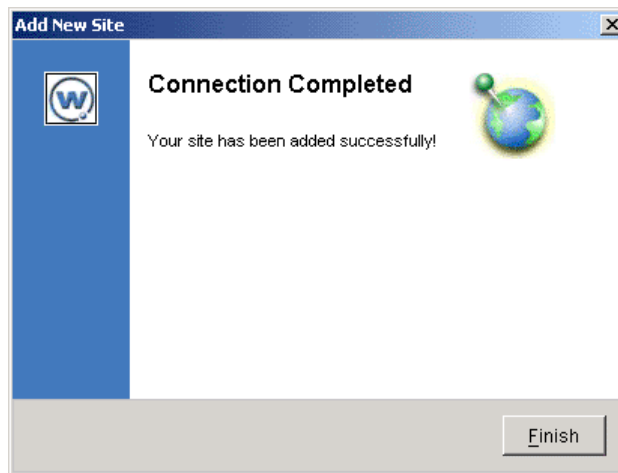 Add New Site
w
Connection Completed
Your site has been added successfully!
Finish